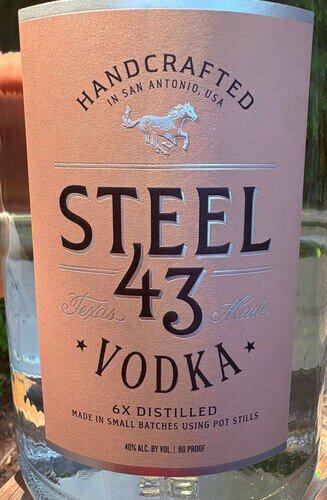 HANDCRAFTED
IN SAN ANTONIO, USA
STEEL
43
Texas Made
VODKA
6X DISTILLED
MADE IN SMALL BATCHES USING POT STILLS
40% ALC. BY VOL. | 80 PROOF